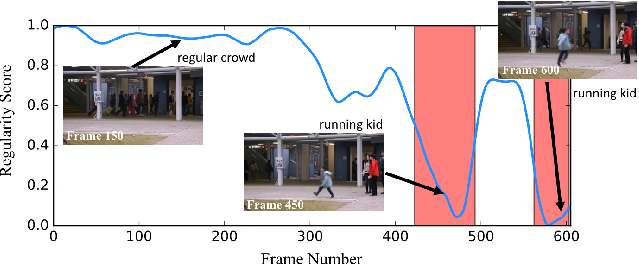 1.0
0.8
0.6
0.4
0.2
0.0
Regularity Score
regular crowd
Frame 150
running kid
Frame 450
Frame 600
running kid
0
100
200
300
400
500
600
Frame Number